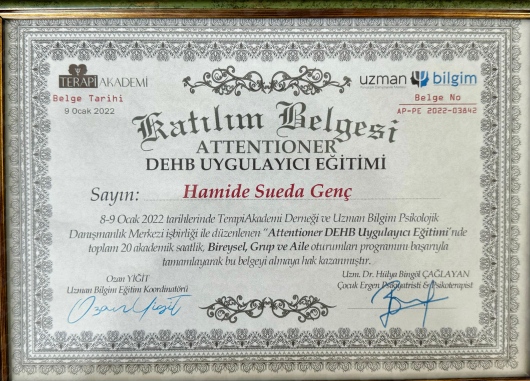 TERAPİ AKADEMİ
uzman bilgim
Belge Tarihi
9 Ocak 2022
Belge No
AP-PE 2022-03842
Katılım Belgesi
ATTENTIONER
DEHB UYGULAYICI EĞİTİMİ
Sayın: Hamide Sueda Genç
8-9 Ocak 2022 tarihlerinde TerapiAkademi Derneği ve Uzman Bilgim Psikolojik
Danışmanlık Merkezi işbirliği ile düzenlenen "Attentioner DEHB Uygulayıcı Eğitimi'nde
toplam 20 akademik saatlik, Bireysel, Grup ve Aile oturumları programını başarıyla
tamamlayarak bu belgeyi almaya hak kazanmıştır.
Ozan YİĞİT
Uzman Bilgim Eğitim Koordinatörü
Ozan Yiğit
Uzm. Dr. Hülya Bingöl ÇAĞLAYAN
Çocuk Ergen Psikiyatristi & Psikoterapist